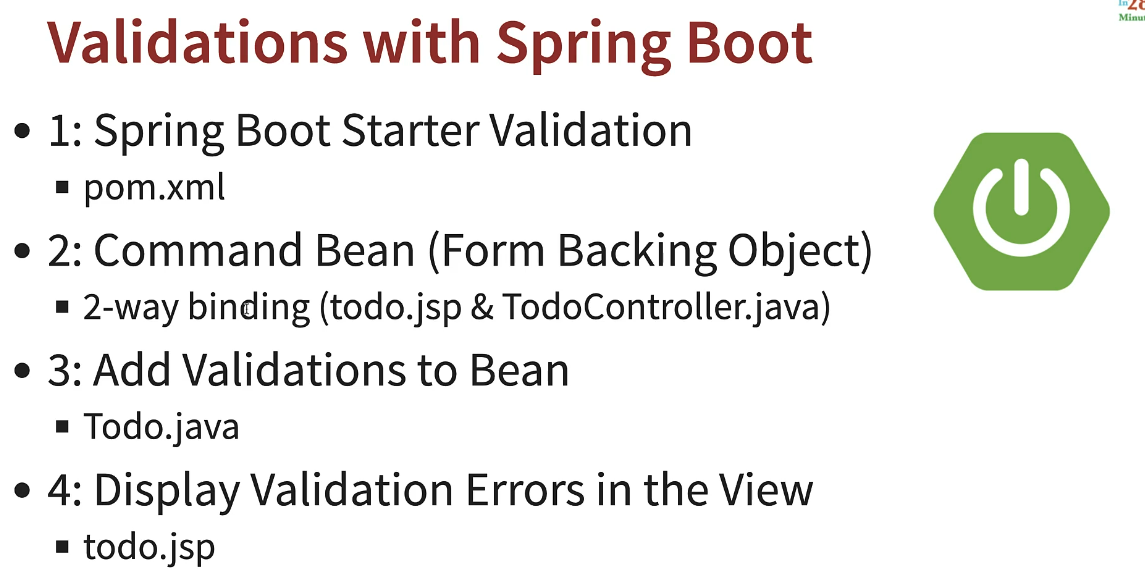 Validations with Spring Boot
In28
Minut
• 1: Spring Boot Starter Validation
▪ pom.xml
• 2: Command Bean (Form Backing Object)
▪ 2-way binding (todo.jsp & TodoController.java)
• 3: Add Validations to Bean
▪ Todo.java
• 4: Display Validation Errors in the View
▪ todo.jsp